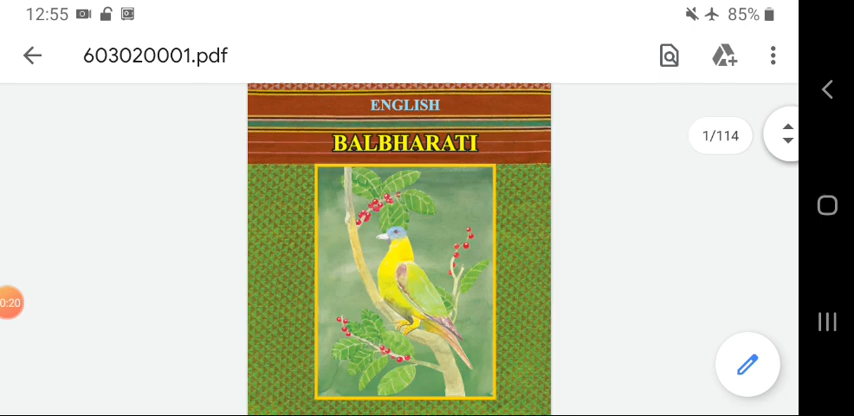 12:55 85%
603020001.pdf
ENGLISH
BALBHARATI
1/114
0:20